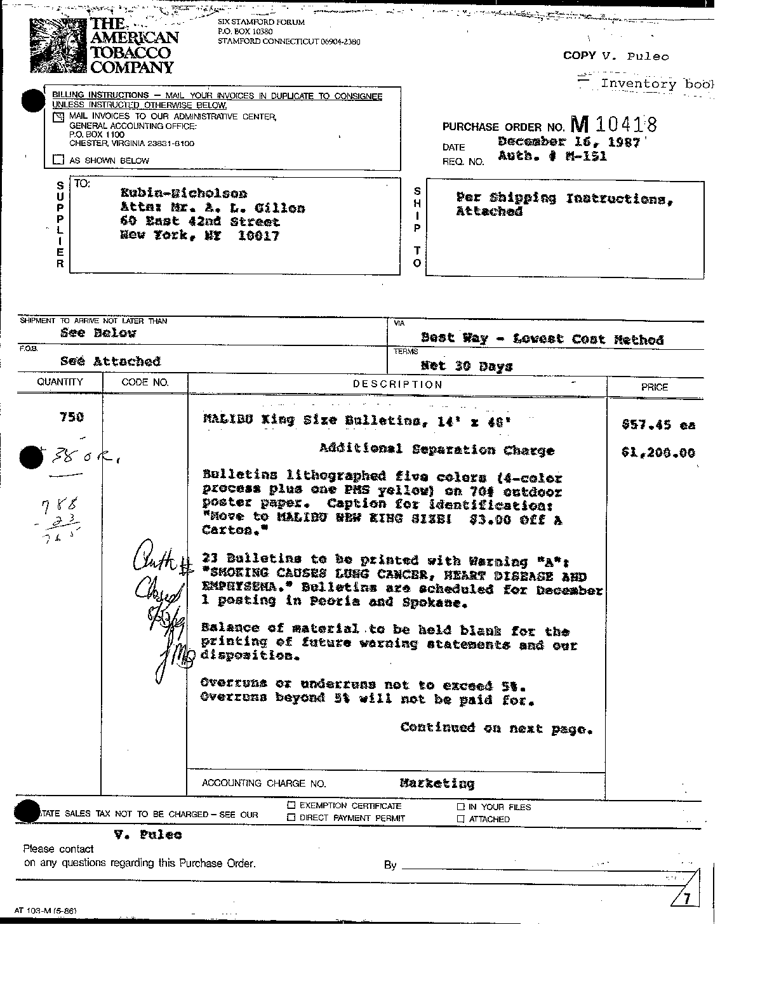 THE
AMERICAN
TOBACCO
COMPANY
SIX STAMFORD FORUM
P.O. BOX 10380
STAMFORD CONNECTICUT 06904-2380
COPY V. Puleo
Inventory book
BILLING INSTRUCTIONS — MAIL YOUR INVOICES IN DUPLICATE TO CONSIGNEE
UNLESS INSTRUCTED OTHERWISE BELOW.
MAIL INVOICES TO OUR ADMINISTRATIVE CENTER,
GENERAL ACCOUNTING OFFICE:
P.O. BOX 1100
CHESTER, VIRGINIA 23831-8100
AS SHOWN BELOW
PURCHASE ORDER NO. M 10418
DATE December 16, 1987
REQ. NO. Auth. # M-151
SUPPLIER
TO:
Rubin-Nicholson
Attn: Mr. A. L. Gillon
60 East 42nd Street
New York, NY 10017
SHIP TO
Per Shipping Instructions,
Attached
SHIPMENT TO ARRIVE NOT LATER THAN
See Below
VIA
Best Way - Lowest Cost Method
F.O.B.
See Attached
TERMS
Net 30 Days
QUANTITY CODE NO. DESCRIPTION PRICE
750 MALIBU King Size Bulletins, 14' x 48' $57.45 ea
Additional Separation Charge $1,200.00
38 O.R.
Bulletins lithographed five colors (4-color
process plus one PMS yellow) on 70# outdoor
poster paper. Caption for identification:
"Move to MALIBU NEW KING SIZE! $3.00 Off A
Carton."
788
- 23
765
23 Bulletins to be printed with Warning "A":
"SMOKING CAUSES LUNG CANCER, HEART DISEASE AND
EMPHYSEMA." Bulletins are scheduled for December
1 posting in Peoria and Spokane.
Auth #
Balance of material to be held blank for the
printing of future warning statements and our
disposition.
Overruns or underruns not to exceed 5%.
Overruns beyond 5% will not be paid for.
Continued on next page.
ACCOUNTING CHARGE NO. Marketing
STATE SALES TAX NOT TO BE CHARGED — SEE OUR
EXEMPTION CERTIFICATE
DIRECT PAYMENT PERMIT
IN YOUR FILES
ATTACHED
V. Puleo
Please contact
on any questions regarding this Purchase Order.
By
7
AT 103-M (5-86)